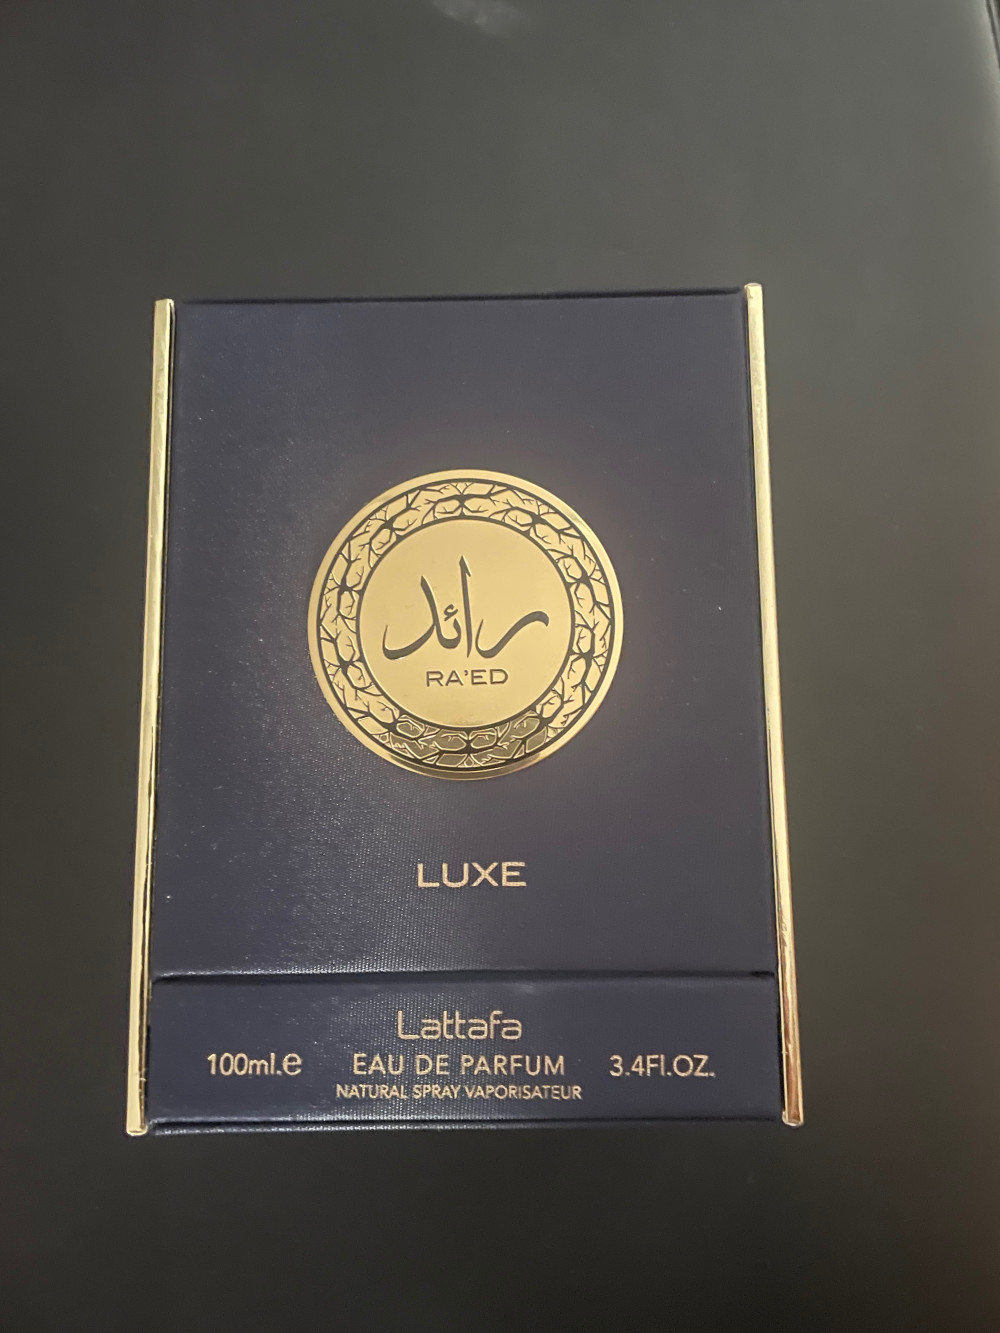 رائد
RA'ED
LUXE
Lattafa
100ml.e EAU DE PARFUM 3.4Fl.OZ.
NATURAL SPRAY VAPORISATEUR